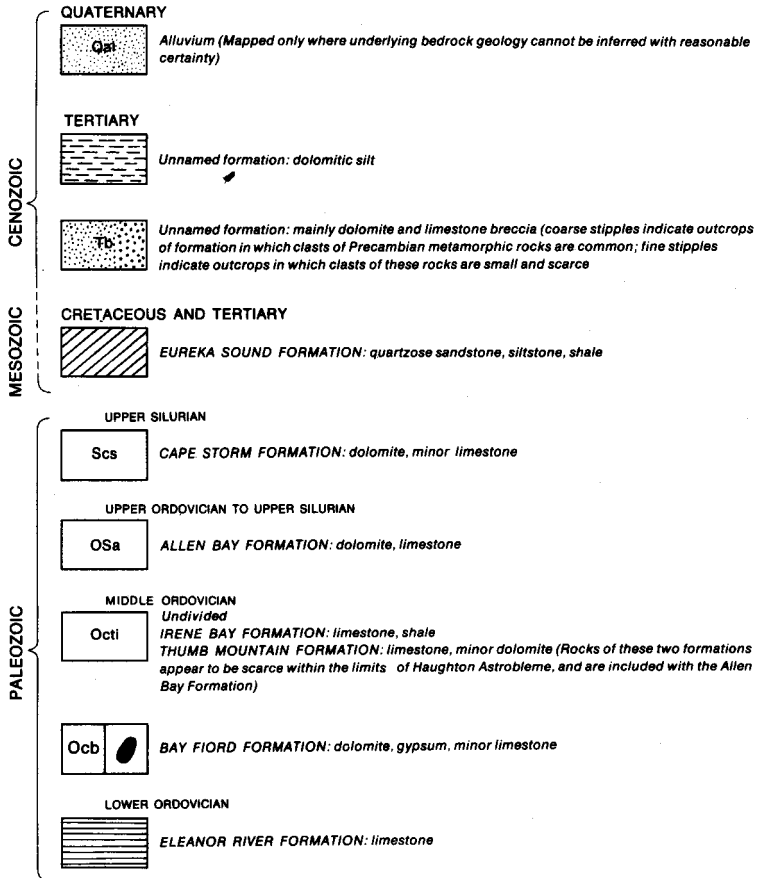 QUATERNARY
Qal
Alluvium (Mapped only where underlying bedrock geology cannot be inferred with reasonable
certainty)
TERTIARY
Unnamed formation: dolomitic silt
CENOZOIC
Tb
Unnamed formation: mainly dolomite and limestone breccia (coarse stipples indicate outcrops
of formation in which clasts of Precambian metamorphic rocks are common; fine stipples
indicate outcrops in which clasts of these rocks are small and scarce
MESOZOIC
CRETACEOUS AND TERTIARY
EUREKA SOUND FORMATION: quartzose sandstone, siltstone, shale
UPPER SILURIAN
Scs
CAPE STORM FORMATION: dolomite, minor limestone
UPPER ORDOVICIAN TO UPPER SILURIAN
OSa
ALLEN BAY FORMATION: dolomite, limestone
PALEOZOIC
MIDDLE ORDOVICIAN
Undivided
Octi
IRENE BAY FORMATION: limestone, shale
THUMB MOUNTAIN FORMATION: limestone, minor dolomite (Rocks of these two formations
appear to be scarce within the limits of Haughton Astrobleme, and are included with the Allen
Bay Formation)
Ocb
BAY FIORD FORMATION: dolomite, gypsum, minor limestone
LOWER ORDOVICIAN
ELEANOR RIVER FORMATION: limestone